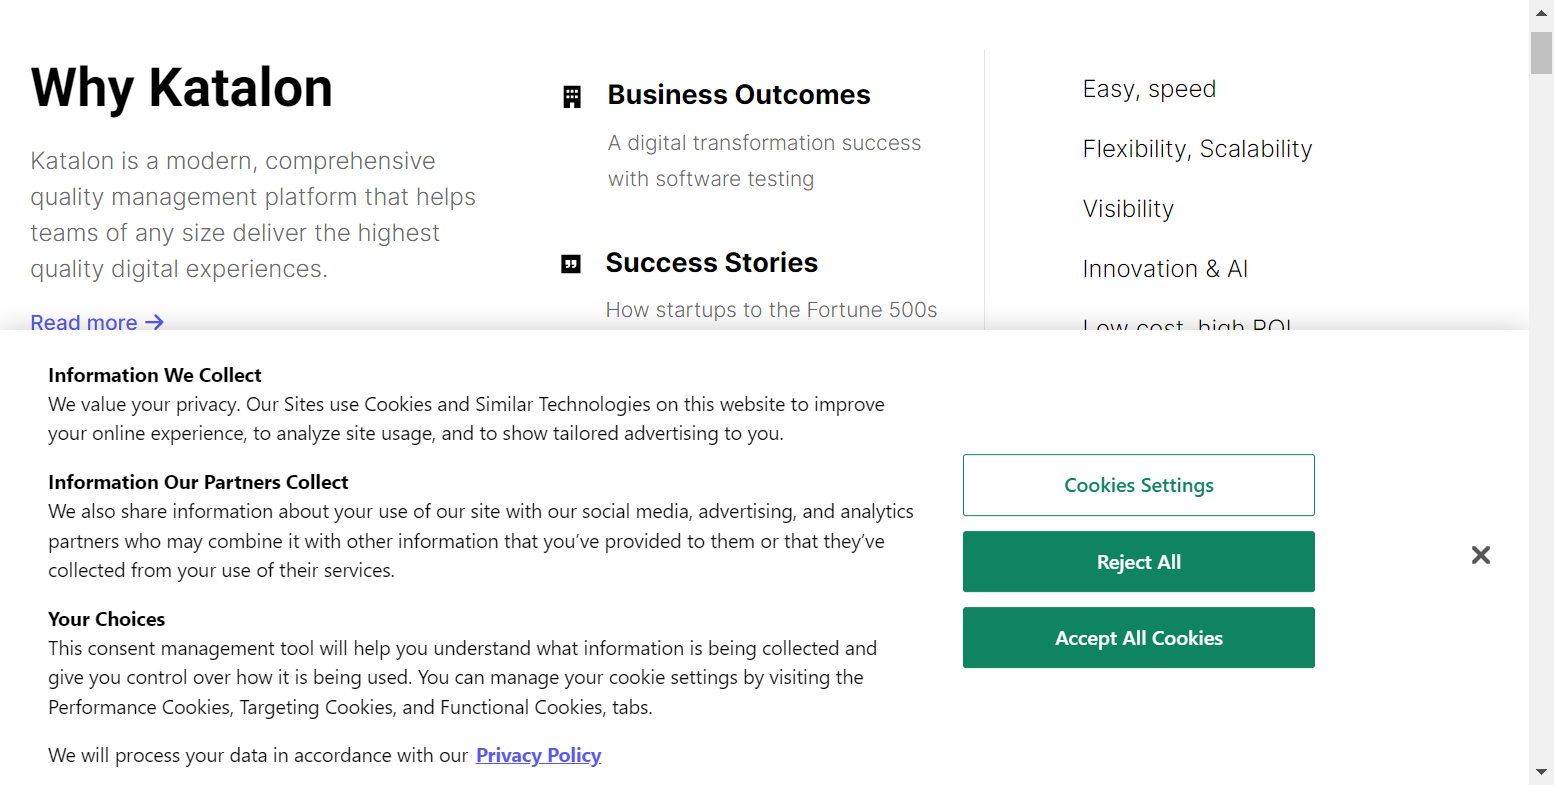 Why Katalon
Katalon is a modern, comprehensive
quality management platform that helps
teams of any size deliver the highest
quality digital experiences.
Read more →
Business Outcomes
A digital transformation success
with software testing
Success Stories
How startups to the Fortune 500s
Easy, speed
Flexibility, Scalability
Visibility
Innovation & AI
Low cost, high ROI
Information We Collect
We value your privacy. Our Sites use Cookies and Similar Technologies on this website to improve
your online experience, to analyze site usage, and to show tailored advertising to you.
Information Our Partners Collect
We also share information about your use of our site with our social media, advertising, and analytics
partners who may combine it with other information that you’ve provided to them or that they’ve
collected from your use of their services.
Your Choices
This consent management tool will help you understand what information is being collected and
give you control over how it is being used. You can manage your cookie settings by visiting the
Performance Cookies, Targeting Cookies, and Functional Cookies, tabs.
We will process your data in accordance with our Privacy Policy
Cookies Settings
Reject All
Accept All Cookies